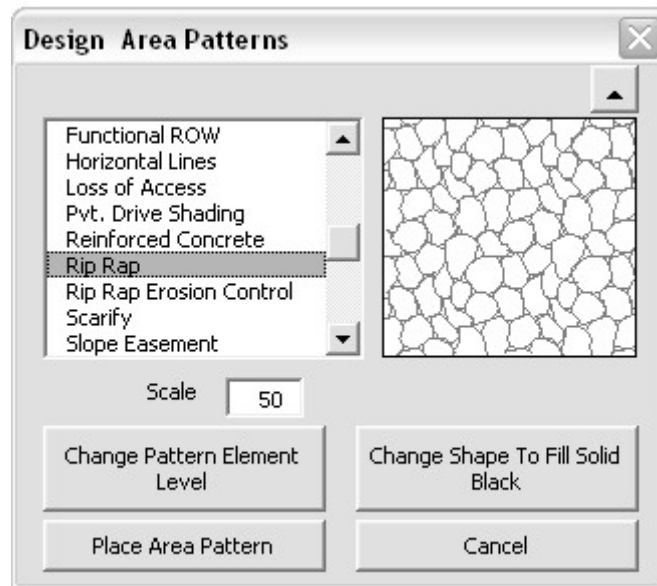 Design Area Patterns
Functional ROW
Horizontal Lines
Loss of Access
Pvt. Drive Shading
Reinforced Concrete
Rip Rap
Rip Rap Erosion Control
Scarify
Slope Easement
Scale 50
Change Pattern Element
Level
Change Shape To Fill Solid
Black
Place Area Pattern
Cancel